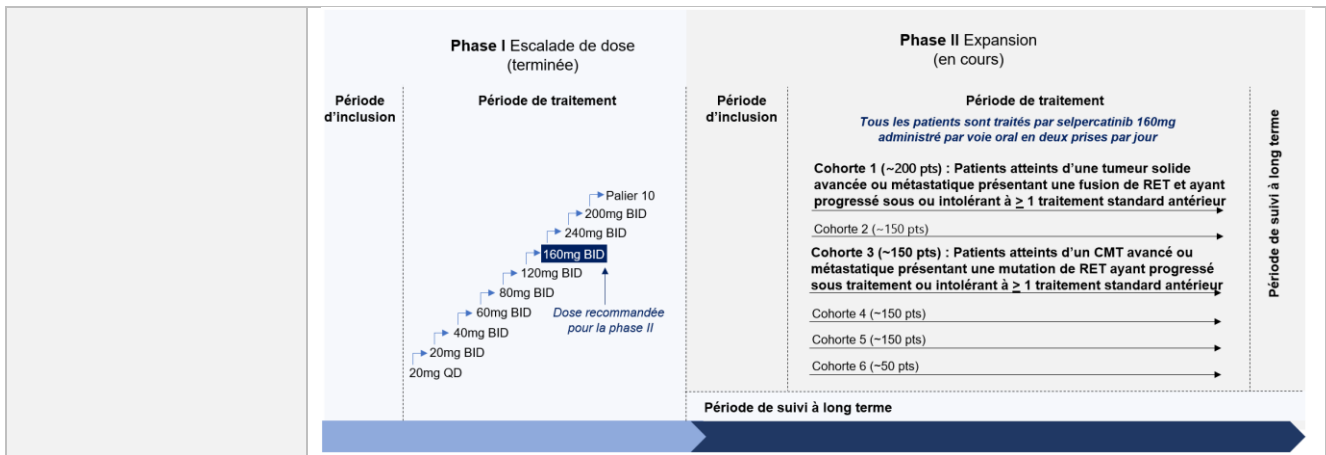 Phase I Escalade de dose
(terminée)
Phase II Expansion
(en cours)
Période
d'inclusion
Période de traitement
Palier 10
200mg BID
240mg BID
160mg BID
120mg BID
80mg BID
60mg BID
40mg BID
20mg BID
20mg QD
Dose recommandée
pour la phase II
Période
d'inclusion
Période de traitement
Tous les patients sont traités par selpercatinib 160mg
administré par voie oral en deux prises par jour
Cohorte 1 (~200 pts) : Patients atteints d'une tumeur solide
avancée ou métastatique présentant une fusion de RET et ayant
progressé sous ou intolérant à > 1 traitement standard antérieur
Cohorte 2 (~150 pts)
Cohorte 3 (~150 pts) : Patients atteints d'un CMT avancé ou
métastatique présentant une mutation de RET ayant progressé
sous traitement ou intolérant à > 1 traitement standard antérieur
Cohorte 4 (~150 pts)
Cohorte 5 (~150 pts)
Cohorte 6 (~50 pts)
Période de suivi à long terme
Période de suivi à long terme